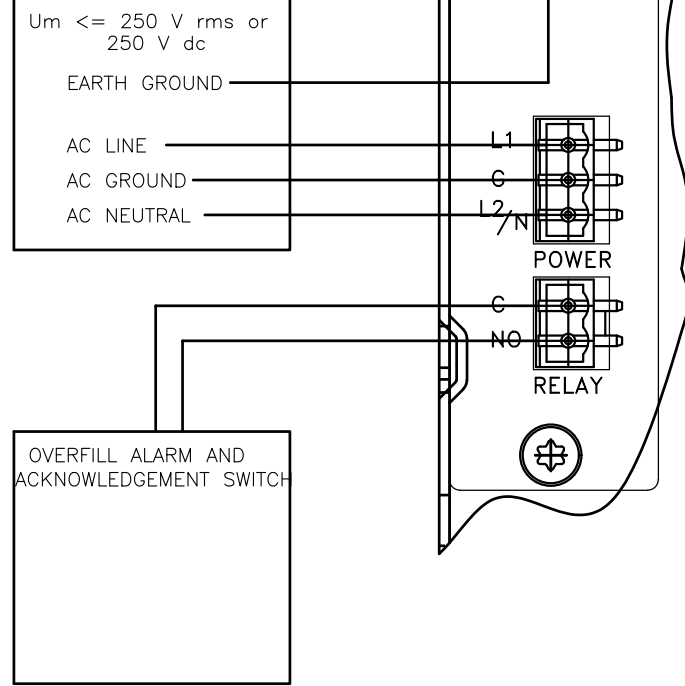 Um <= 250 V rms or
250 V dc
EARTH GROUND
AC LINE
L1
AC GROUND
G
AC NEUTRAL
L2/N
POWER
C
NO
RELAY
OVERFILL ALARM AND
ACKNOWLEDGEMENT SWITCH